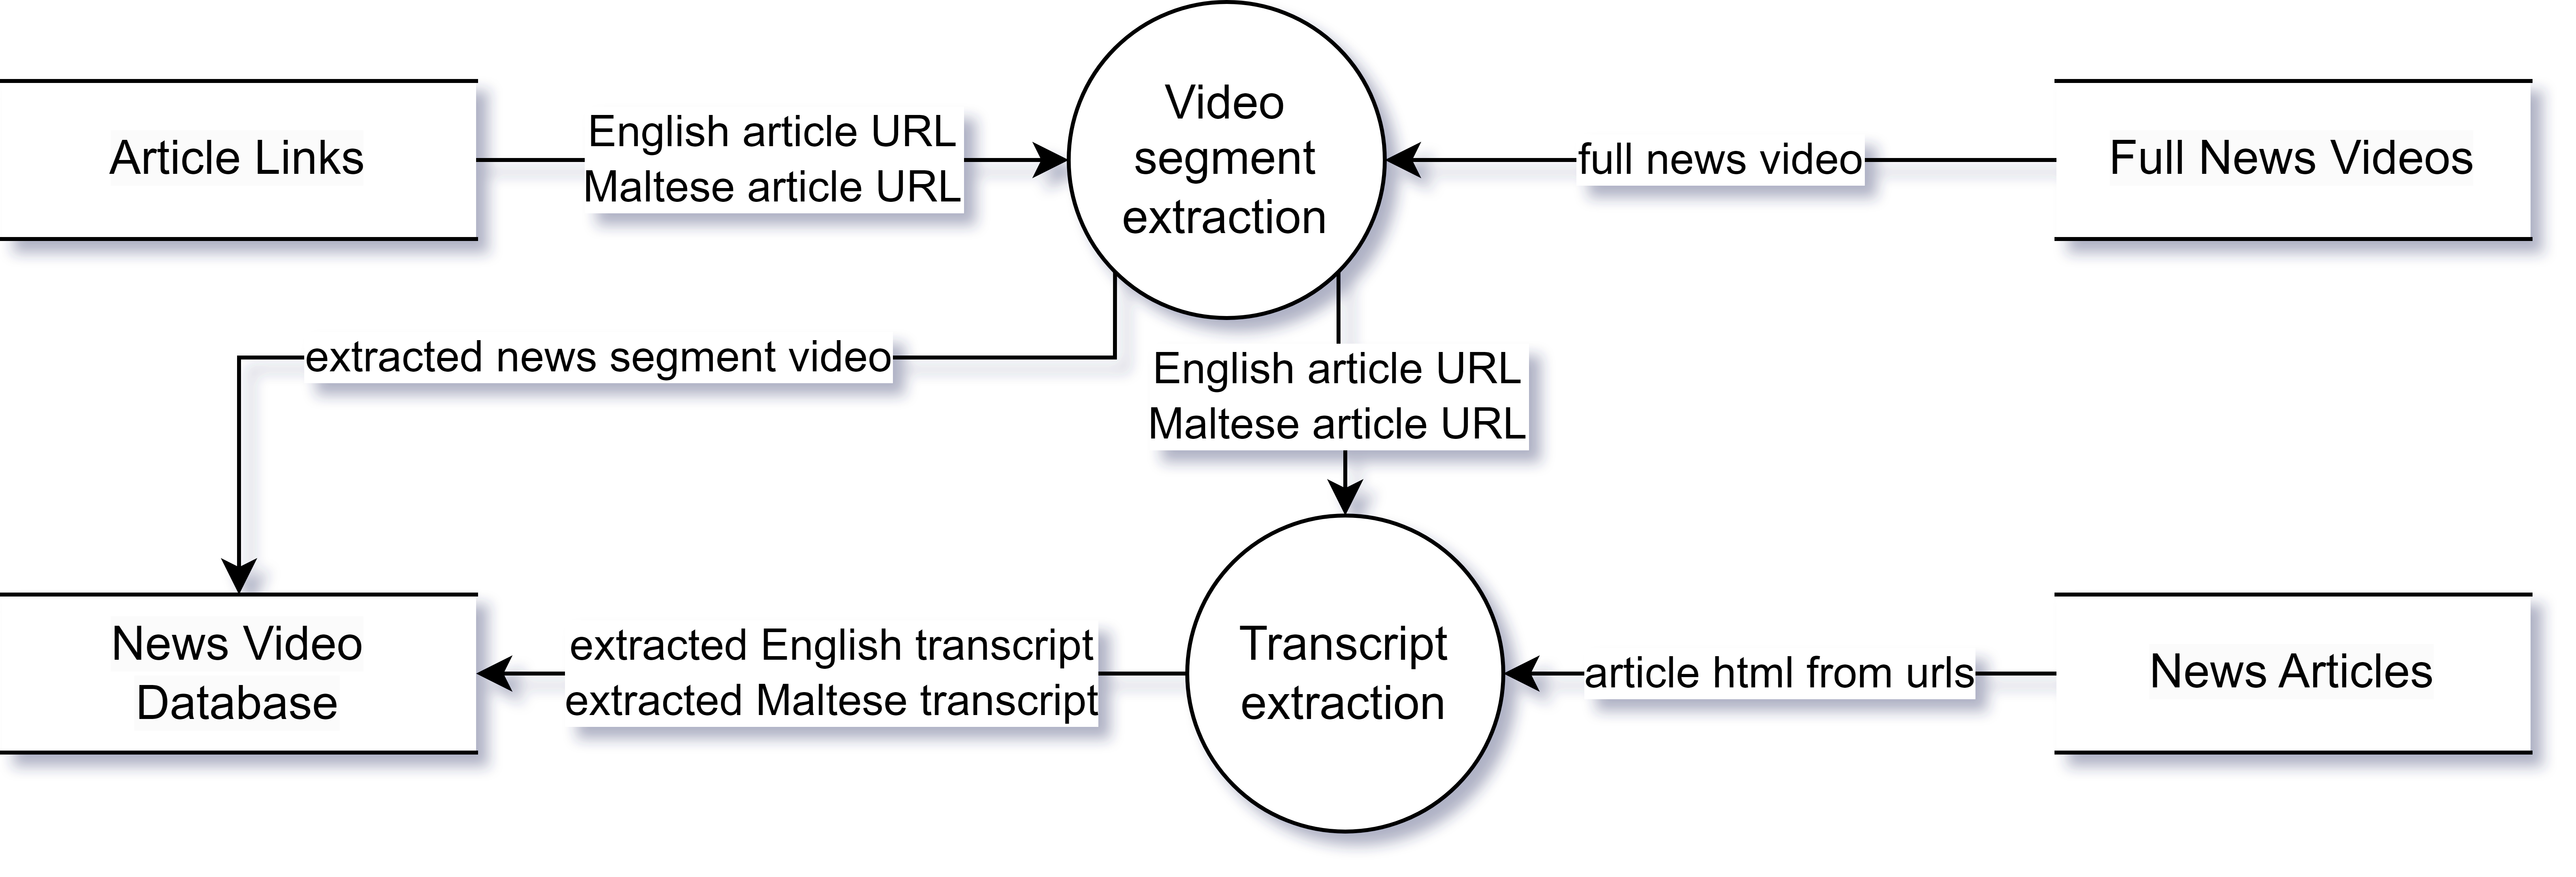 Article Links
English article URL
Maltese article URL
Video
segment
extraction
full news video
Full News Videos
extracted news segment video
English article URL
Maltese article URL
News Video
Database
extracted English transcript
extracted Maltese transcript
Transcript
extraction
article html from urls
News Articles